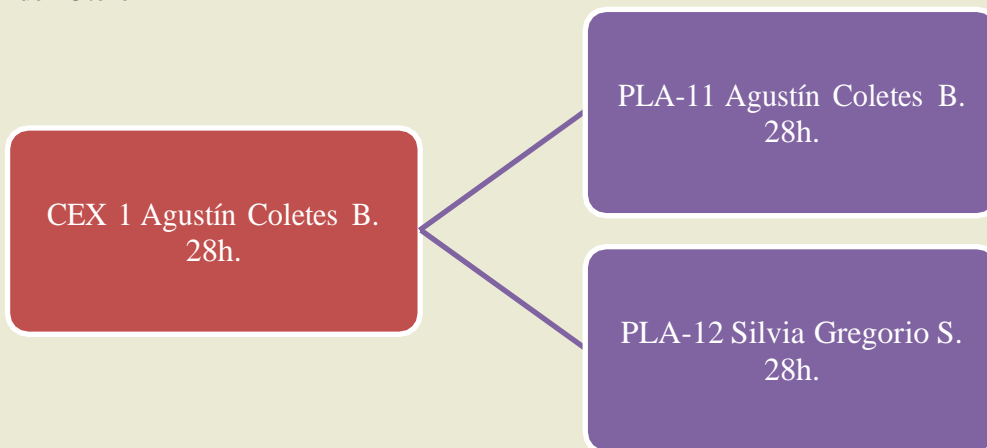 CEX 1 Agustín Coletes B.
28h.
PLA-11 Agustín Coletes B.
28h.
PLA-12 Silvia Gregorio S.
28h.